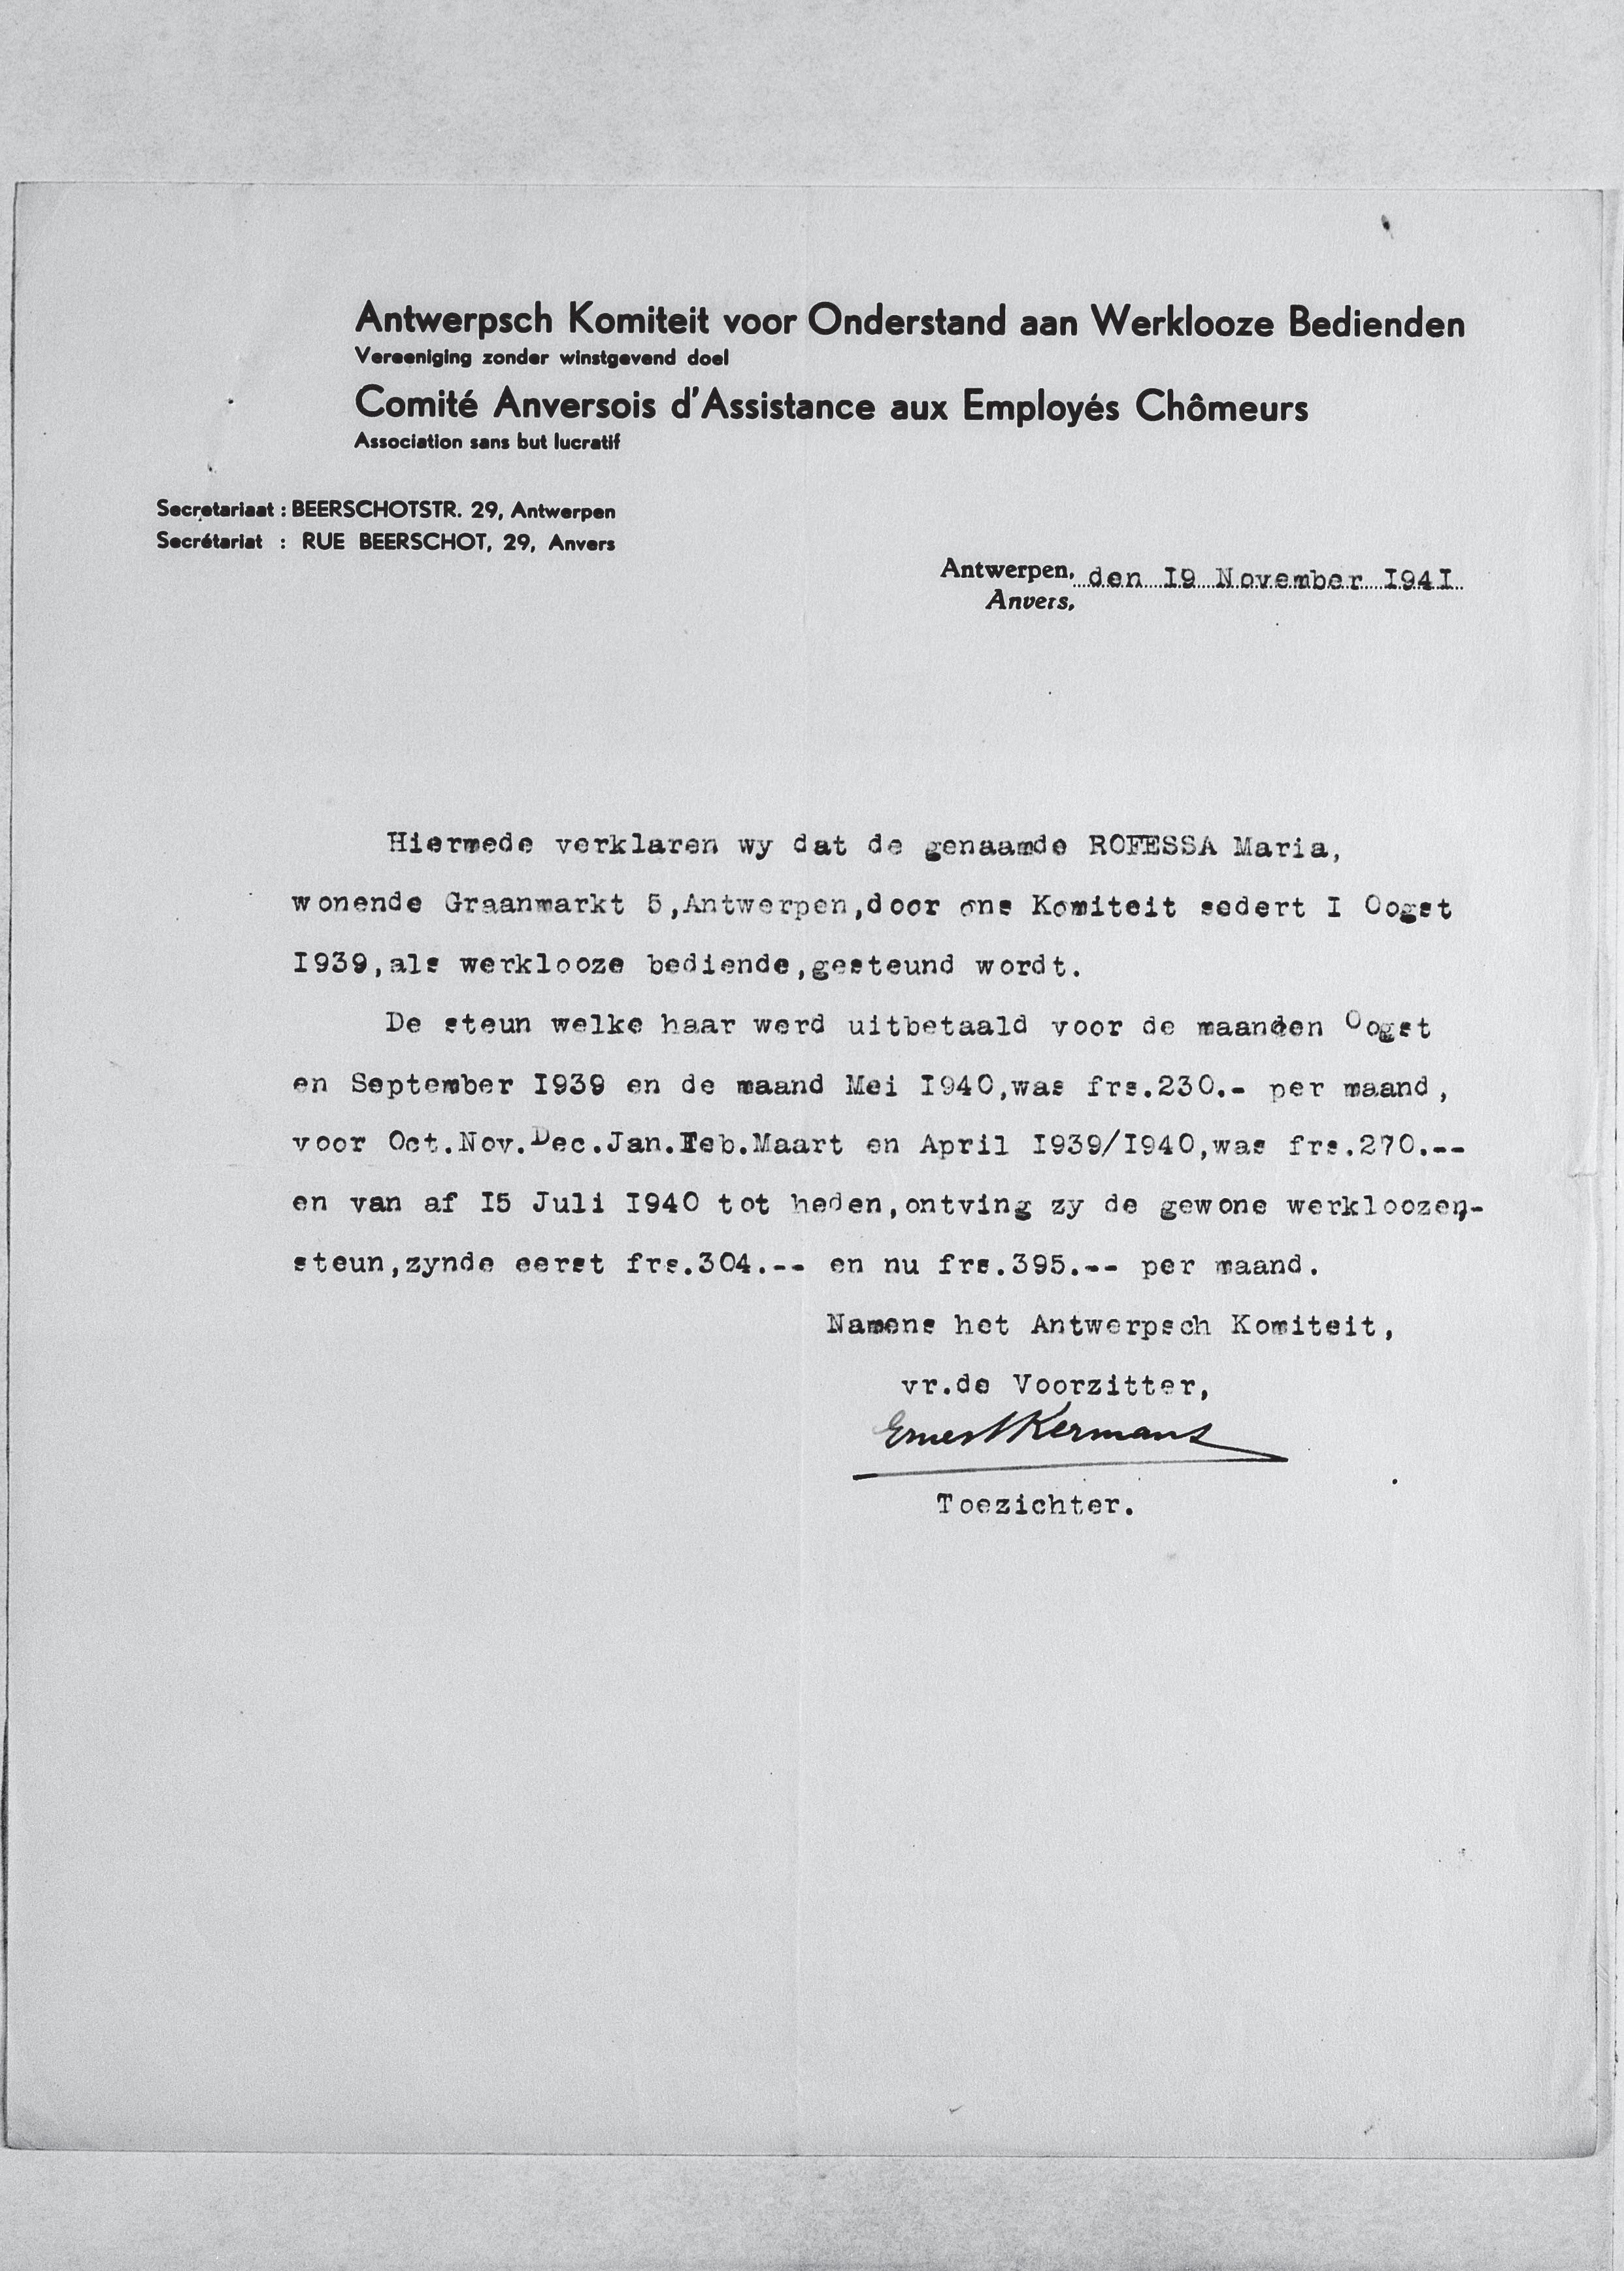 Antwerpsch Komiteit voor Onderstand aan Werklooze Bedienden
Vereeniging zonder winstgevend doel
Comité Anversois d'Assistance aux Employés Chômeurs
Association sans but lucratif
Secretariaat : BEERSCHOTSTR. 29, Antwerpen
Secrétariat : RUE BEERSCHOT, 29, Anvers
Antwerpen, den I9 November I94I
Anvers,
Hiermede verklaren wy dat de genaamde ROFESSA Maria,
wonende Graanmarkt 5,Antwerpen,door ons Komiteit sedert I Oogst
I939,als werklooze bediende,gesteund wordt.
De steun welke haar werd uitbetaald voor de maanden Oogst
en September I939 en de maand Mei I940,was frs.230.- per maand,
voor Oct.Nov.Dec.Jan.Feb.Maart en April I939/I940,was frs.270.--
en van af I5 Juli I940 tot heden,ontving zy de gewone werkloozen-
steun,zynde eerst frs.304.-- en nu frs.395.-- per maand.
Namens het Antwerpsch Komiteit,
vr.de Voorzitter,
Ernest Kermans
Toezichter.